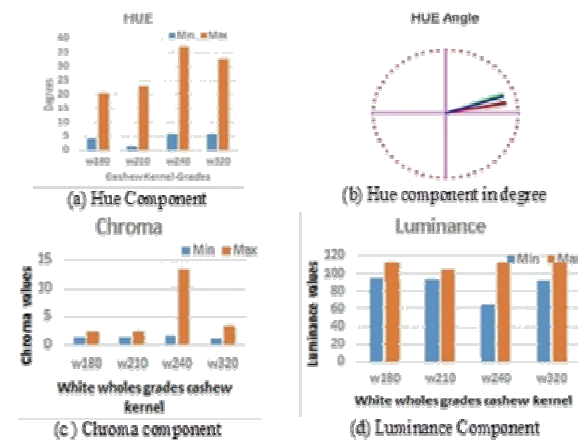 HUE
Min Max
40
35
30
25
20
15
10
5
0
Degrees
w180 w210 w240 w320
Cashew Kernel Grades
(a) Hue Component
HUE Angle
(b) Hue component in degree
Chroma
Min Max
15
10
5
0
Chroma values
w180 w210 w240 w320
White wholes grades cashew
kernel
(c) Chroma component
Luminance
Min Max
120
100
80
60
40
20
0
Luminance values
w180 w210 w240 w320
White wholes grades cashew kernel
(d) Luminance Component